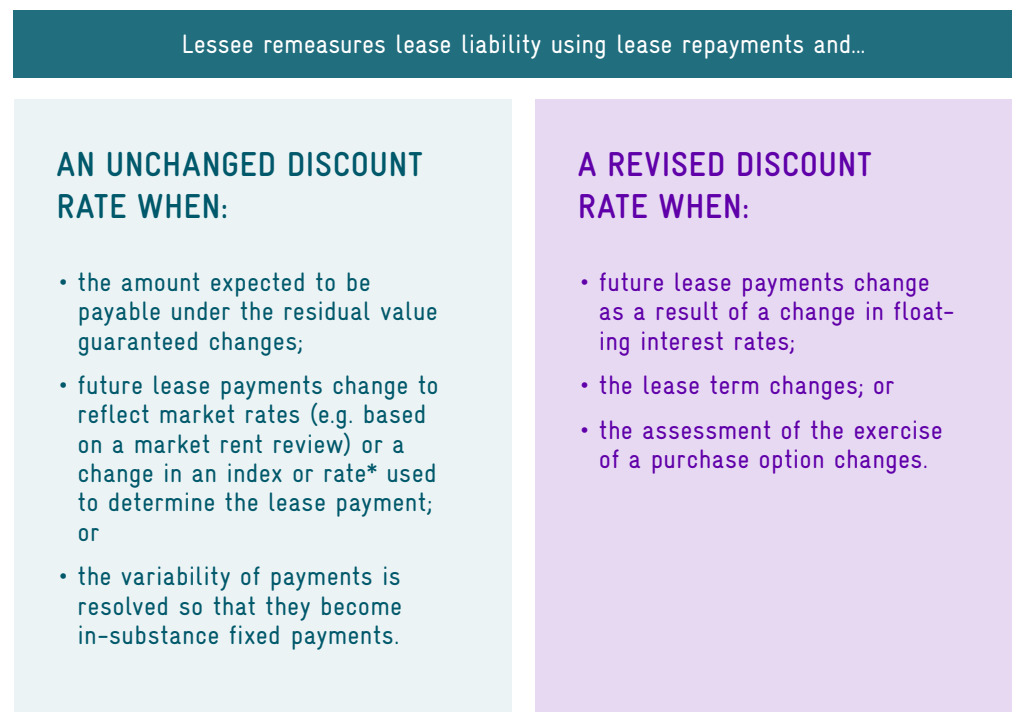 Lessee remeasures lease liability using lease repayments and...
AN UNCHANGED DISCOUNT
RATE WHEN:
• the amount expected to be
payable under the residual value
guaranteed changes;
• future lease payments change to
reflect market rates (e.g. based
on a market rent review) or a
change in an index or rate* used
to determine the lease payment;
or
• the variability of payments is
resolved so that they become
in-substance fixed payments.
A REVISED DISCOUNT
RATE WHEN:
• future lease payments change
as a result of a change in float-
ing interest rates;
• the lease term changes; or
• the assessment of the exercise
of a purchase option changes.